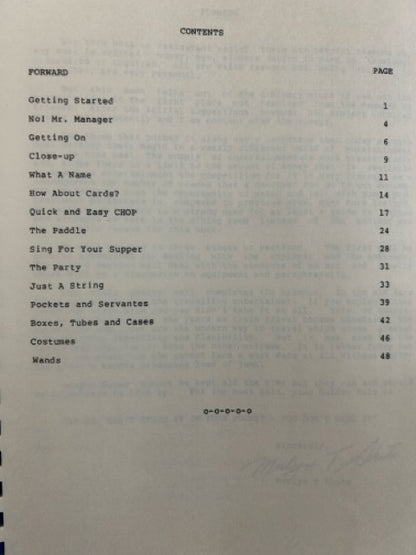 CONTENTS
FORWARD PAGE
Getting Started 1
No! Mr. Manager 4
Getting On 6
Close-up 9
What A Name 11
How About Cards? 14
Quick and Easy CHOP 17
The Paddle 24
Sing For Your Supper 28
The Party 31
Just A String 33
Pockets and Servantes 39
Boxes, Tubes and Cases 42
Costumes 46
Wands 48
o-o-o-o-o